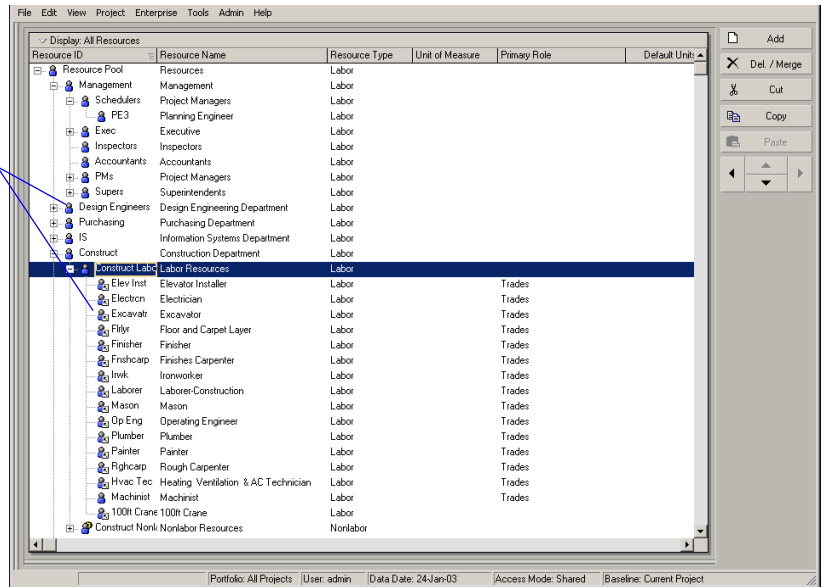 File Edit View Project Enterprise Tools Admin Help
Display: All Resources
Resource ID Resource Name Resource Type Unit of Measure Primary Role Default Units
Resource Pool Resources Labor
Management Management Labor
Schedulers Project Managers Labor
PE3 Planning Engineer Labor
Exec Executive Labor
Inspectors Inspectors Labor
Accountants Accountants Labor
PMs Project Managers Labor
Supers Superintendents Labor
Design Engineers Design Engineering Department Labor
Purchasing Purchasing Department Labor
IS Information Systems Department Labor
Construct Construction Department Labor
Construct Labo Labor Resources Labor
Elev Inst Elevator Installer Labor Trades
Electrcn Electrician Labor Trades
Excavatr Excavator Labor Trades
Flrlyr Floor and Carpet Layer Labor Trades
Finisher Finisher Labor Trades
Fnshcarp Finishes Carpenter Labor Trades
Irwk Ironworker Labor Trades
Laborer Laborer-Construction Labor Trades
Mason Mason Labor Trades
Op Eng Operating Engineer Labor Trades
Plumber Plumber Labor Trades
Painter Painter Labor Trades
Rghcarp Rough Carpenter Labor Trades
Hvac Tec Heating Ventilation & AC Technician Labor Trades
Machinist Machinist Labor Trades
100ft Crane 100ft Crane Labor
Construct Nonk Nonlabor Resources Nonlabor
Add
Del. / Merge
Cut
Copy
Paste
Portfolio: All Projects User: admin Data Date: 24-Jan-03 Access Mode: Shared Baseline: Current Project